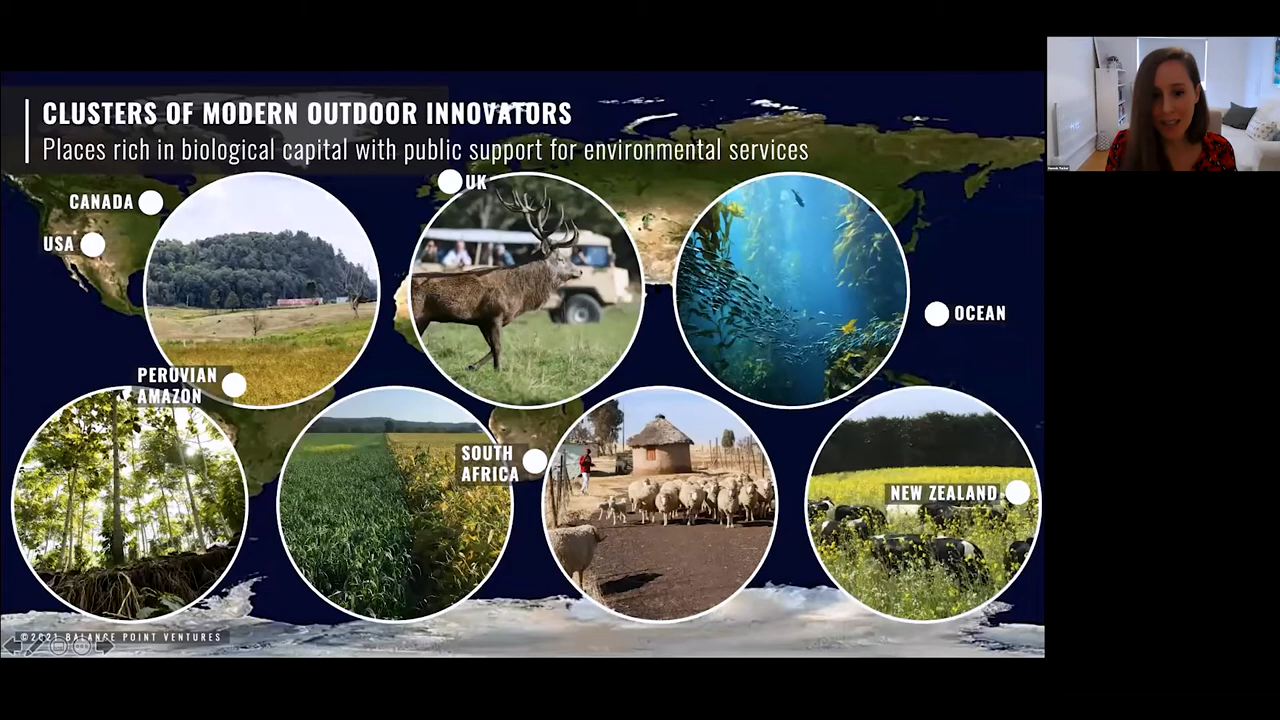 CLUSTERS OF MODERN OUTDOOR INNOVATORS
Places rich in biological capital with public support for environmental services
UK
CANADA
USA
OCEAN
PERUVIAN
AMAZON
SOUTH
AFRICA
NEW ZEALAND
©2021 BALANCE POINT VENTURES